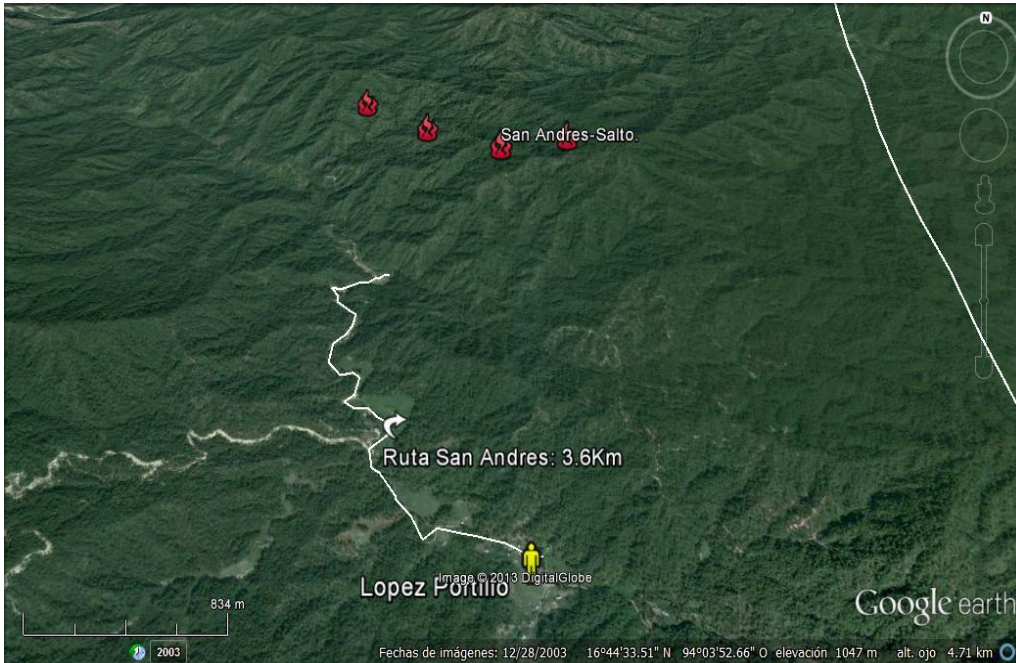 N
San Andres-Salto.
Ruta San Andres: 3.6Km
Image © 2013 DigitalGlobe
Lopez Portillo
834 m
Google earth
2003
Fechas de imágenes: 12/28/2003 16°44'33.51" N 94°03'52.66" O elevación 1047 m alt. ojo 4.71 km